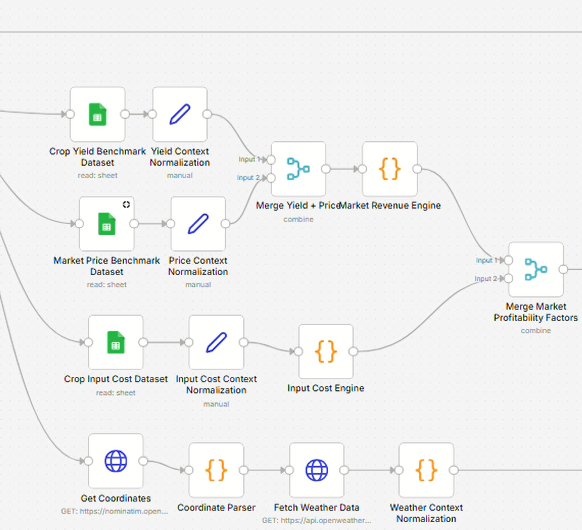 Crop Yield Benchmark
Dataset
read: sheet
Yield Context
Normalization
manual
Input 1
Input 2
Merge Yield + Price
combine
Market Revenue Engine
Market Price Benchmark
Dataset
read: sheet
Price Context
Normalization
manual
Input 1
Input 2
Merge Market
Profitability Factors
combine
Crop Input Cost Dataset
read: sheet
Input Cost Context
Normalization
manual
Input Cost Engine
Get Coordinates
GET: https://nominatim.open...
Coordinate Parser
Fetch Weather Data
GET: https://api.openweather...
Weather Context
Normalization